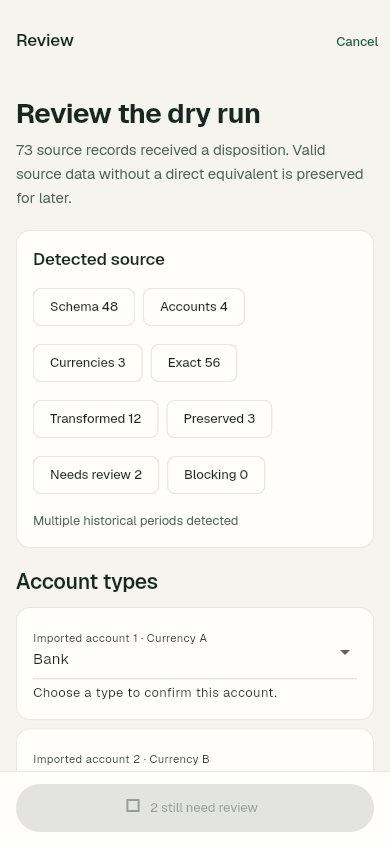 Review
Cancel
Review the dry run
73 source records received a disposition. Valid
source data without a direct equivalent is preserved
for later.
Detected source
Schema 48
Accounts 4
Currencies 3
Exact 56
Transformed 12
Preserved 3
Needs review 2
Blocking 0
Multiple historical periods detected
Account types
Imported account 1 · Currency A
Bank
Choose a type to confirm this account.
Imported account 2 · Currency B
2 still need review